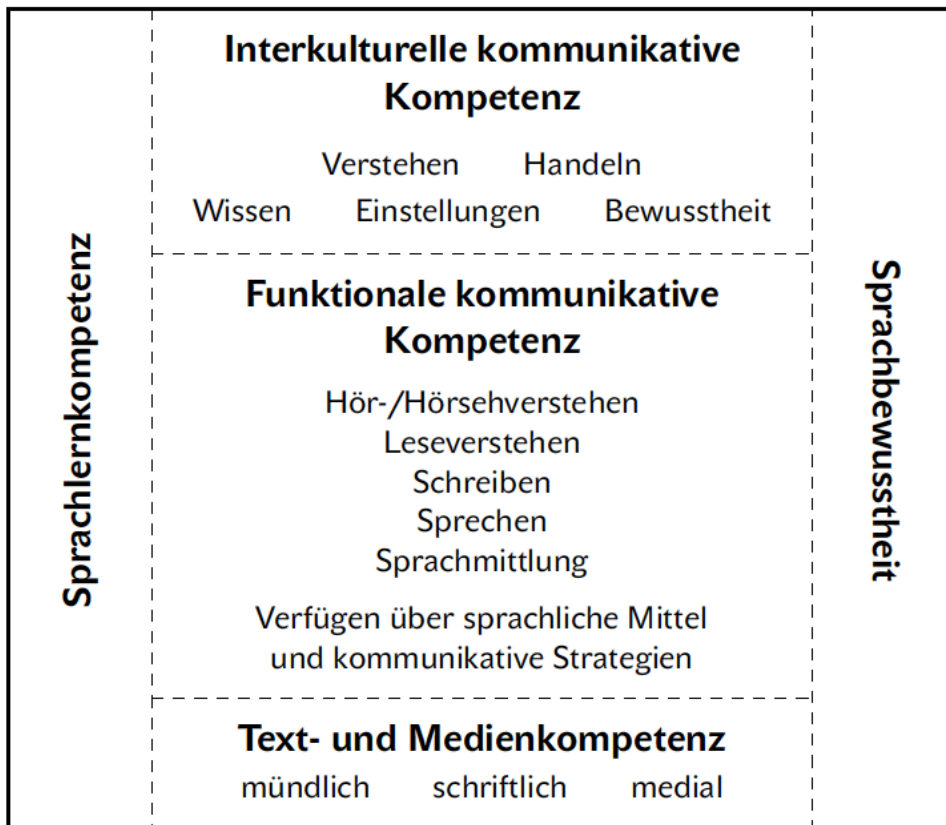 Sprachlernkompetenz
Interkulturelle kommunikative
Kompetenz
Verstehen Handeln
Wissen Einstellungen Bewusstheit
Funktionale kommunikative
Kompetenz
Hör-/Hörsehverstehen
Leseverstehen
Schreiben
Sprechen
Sprachmittlung
Verfügen über sprachliche Mittel
und kommunikative Strategien
Text- und Medienkompetenz
mündlich schriftlich medial
Sprachbewusstheit